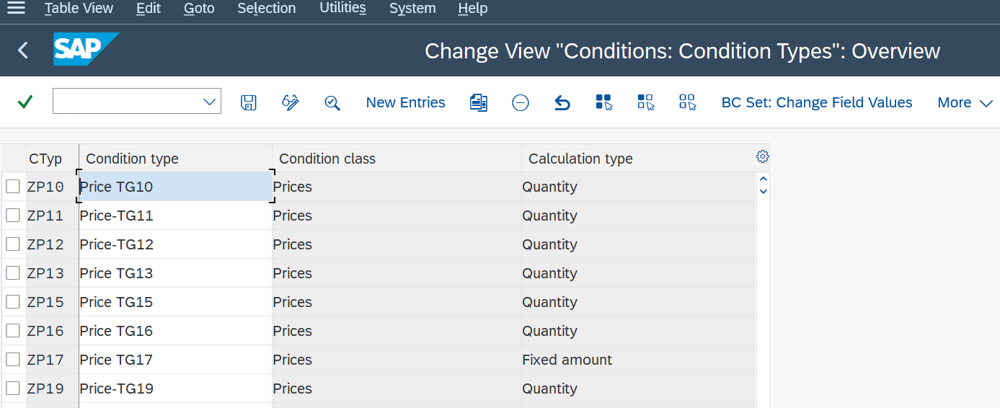 Table View Edit Goto Selection Utilities System Help
SAP Change View "Conditions: Condition Types": Overview
New Entries BC Set: Change Field Values More
CTyp Condition type Condition class Calculation type
ZP10 Price TG10 Prices Quantity
ZP11 Price-TG11 Prices Quantity
ZP12 Price-TG12 Prices Quantity
ZP13 Price TG13 Prices Quantity
ZP15 Price TG15 Prices Quantity
ZP16 Price TG16 Prices Quantity
ZP17 Price TG17 Prices Fixed amount
ZP19 Price-TG19 Prices Quantity